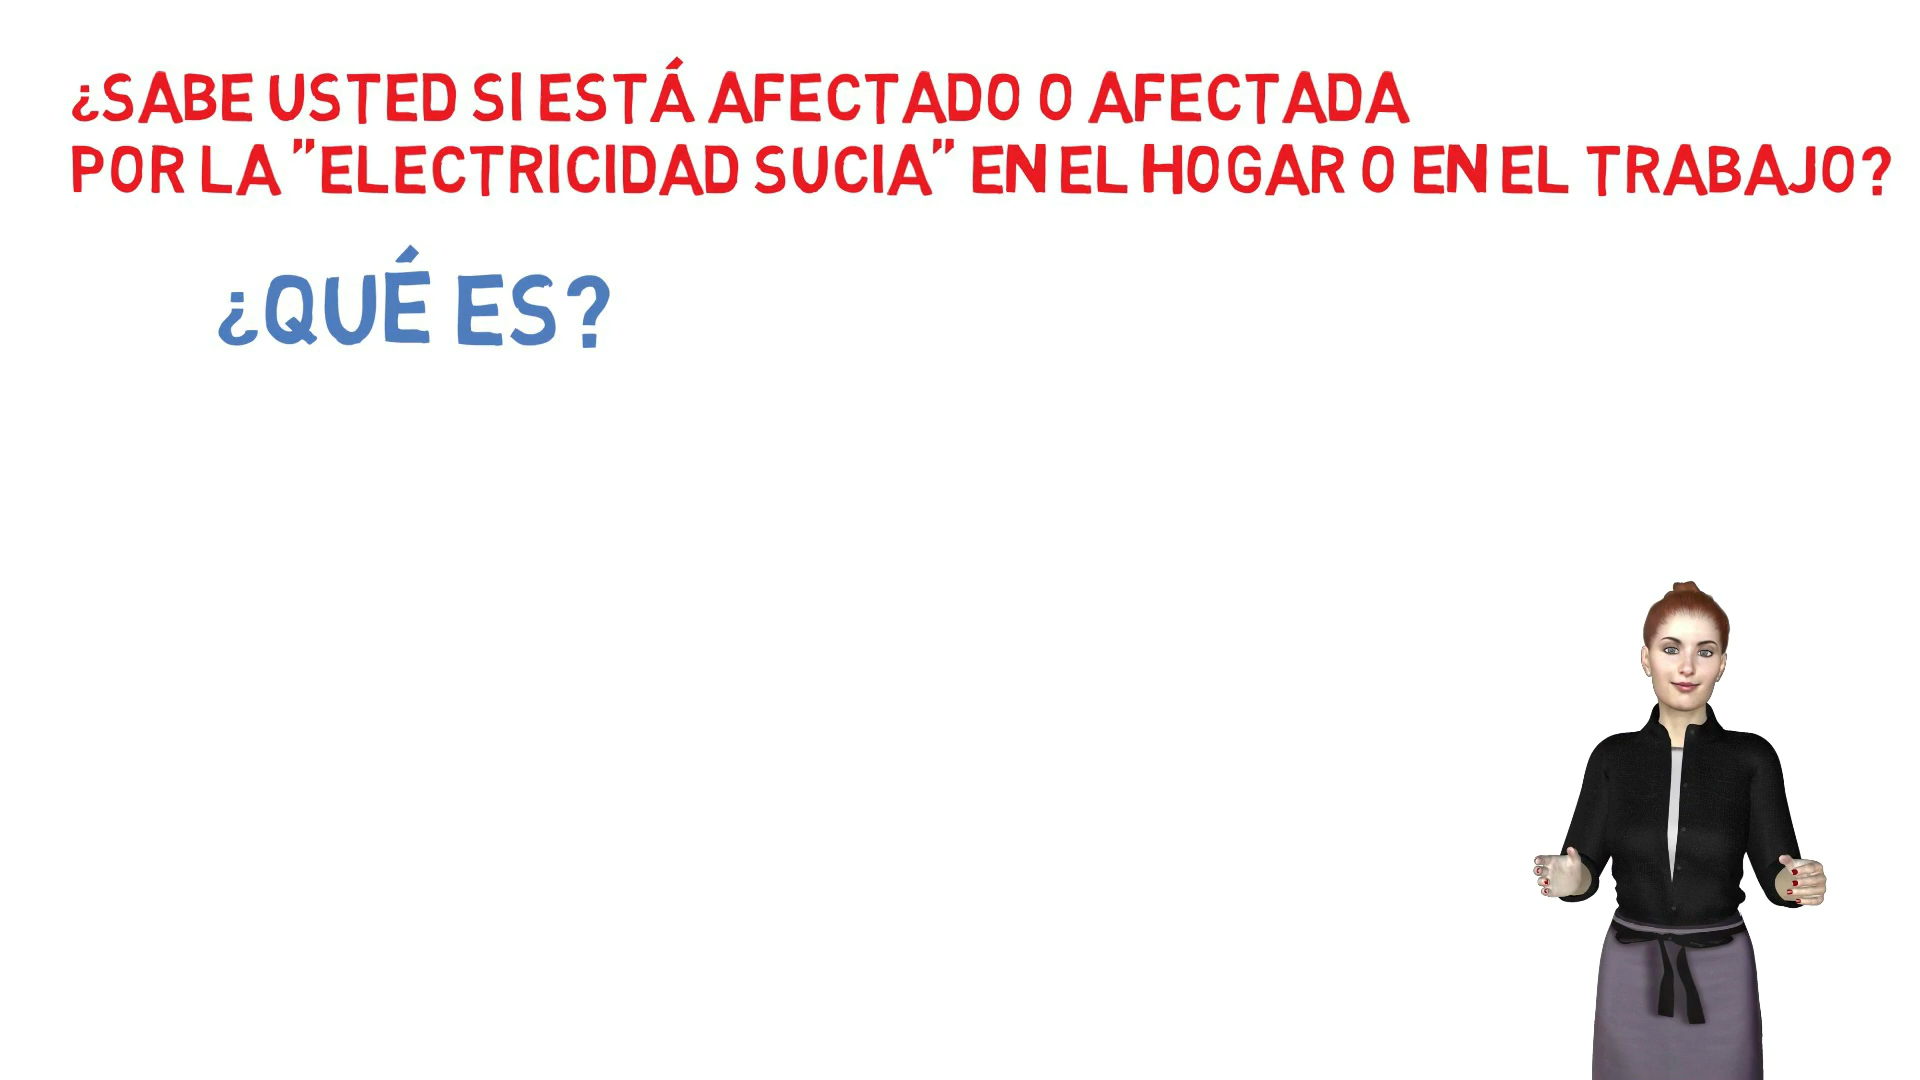 ¿SABE USTED SI ESTÁ AFECTADO O AFECTADA
POR LA "ELECTRICIDAD SUCIA" EN EL HOGAR O EN EL TRABAJO?
¿QUÉ ES?